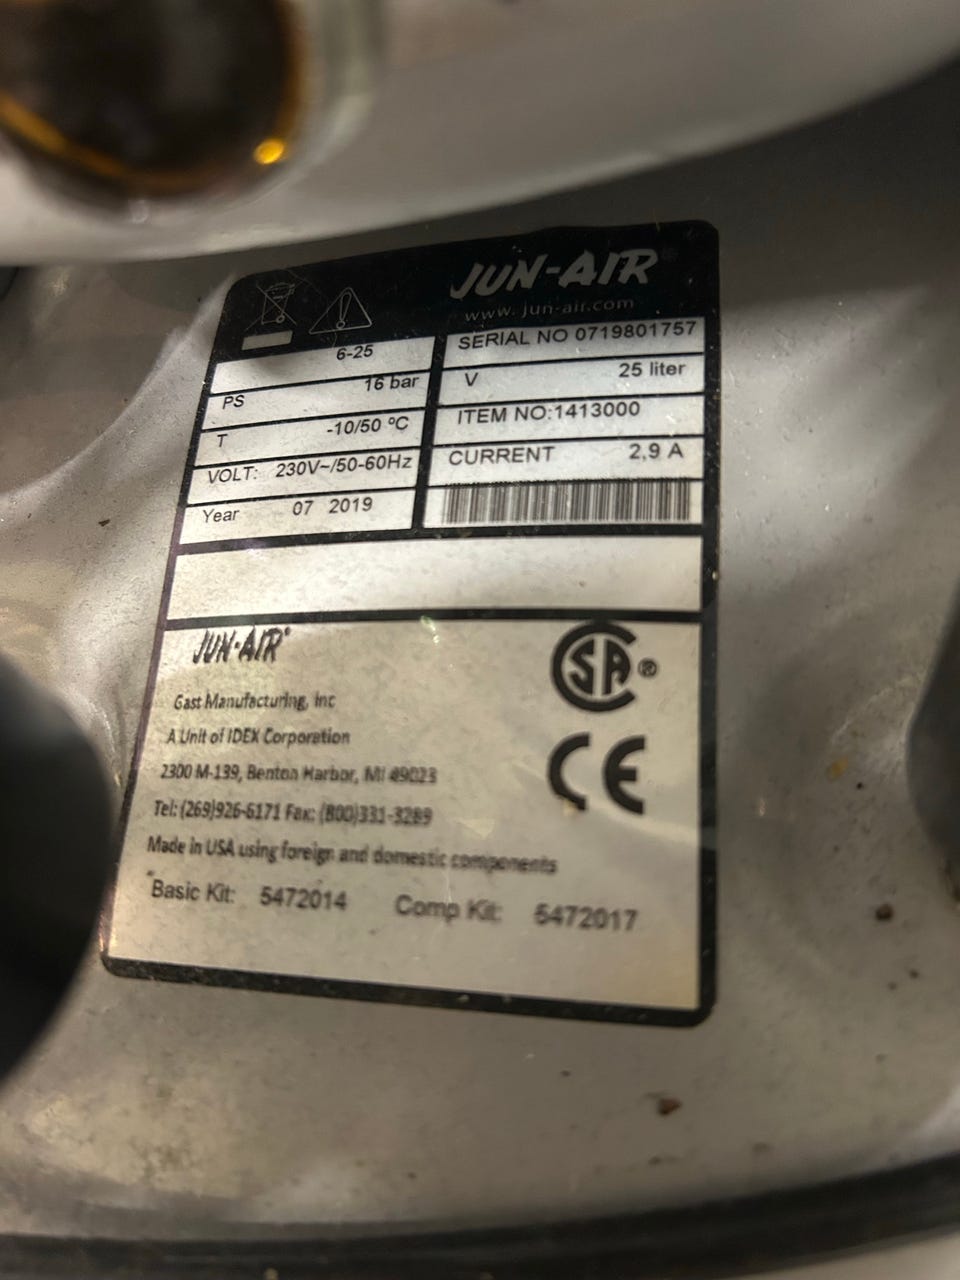 JUN-AIR®
www.jun-air.com
6-25
SERIAL NO 0719801757
PS 16 bar
V 25 liter
T -10/50 ºC
ITEM NO:1413000
VOLT: 230V~/50-60Hz
CURRENT 2,9 A
Year 07 2019
JUN-AIR®
SA®
CE
Gast Manufacturing, Inc
A Unit of IDEX Corporation
2300 M-139, Benton Harbor, MI 49023
Tel: (269)926-6171 Fax: (800)331-3289
Made in USA using foreign and domestic components
Basic Kit: 5472014 Comp Kit: 5472017